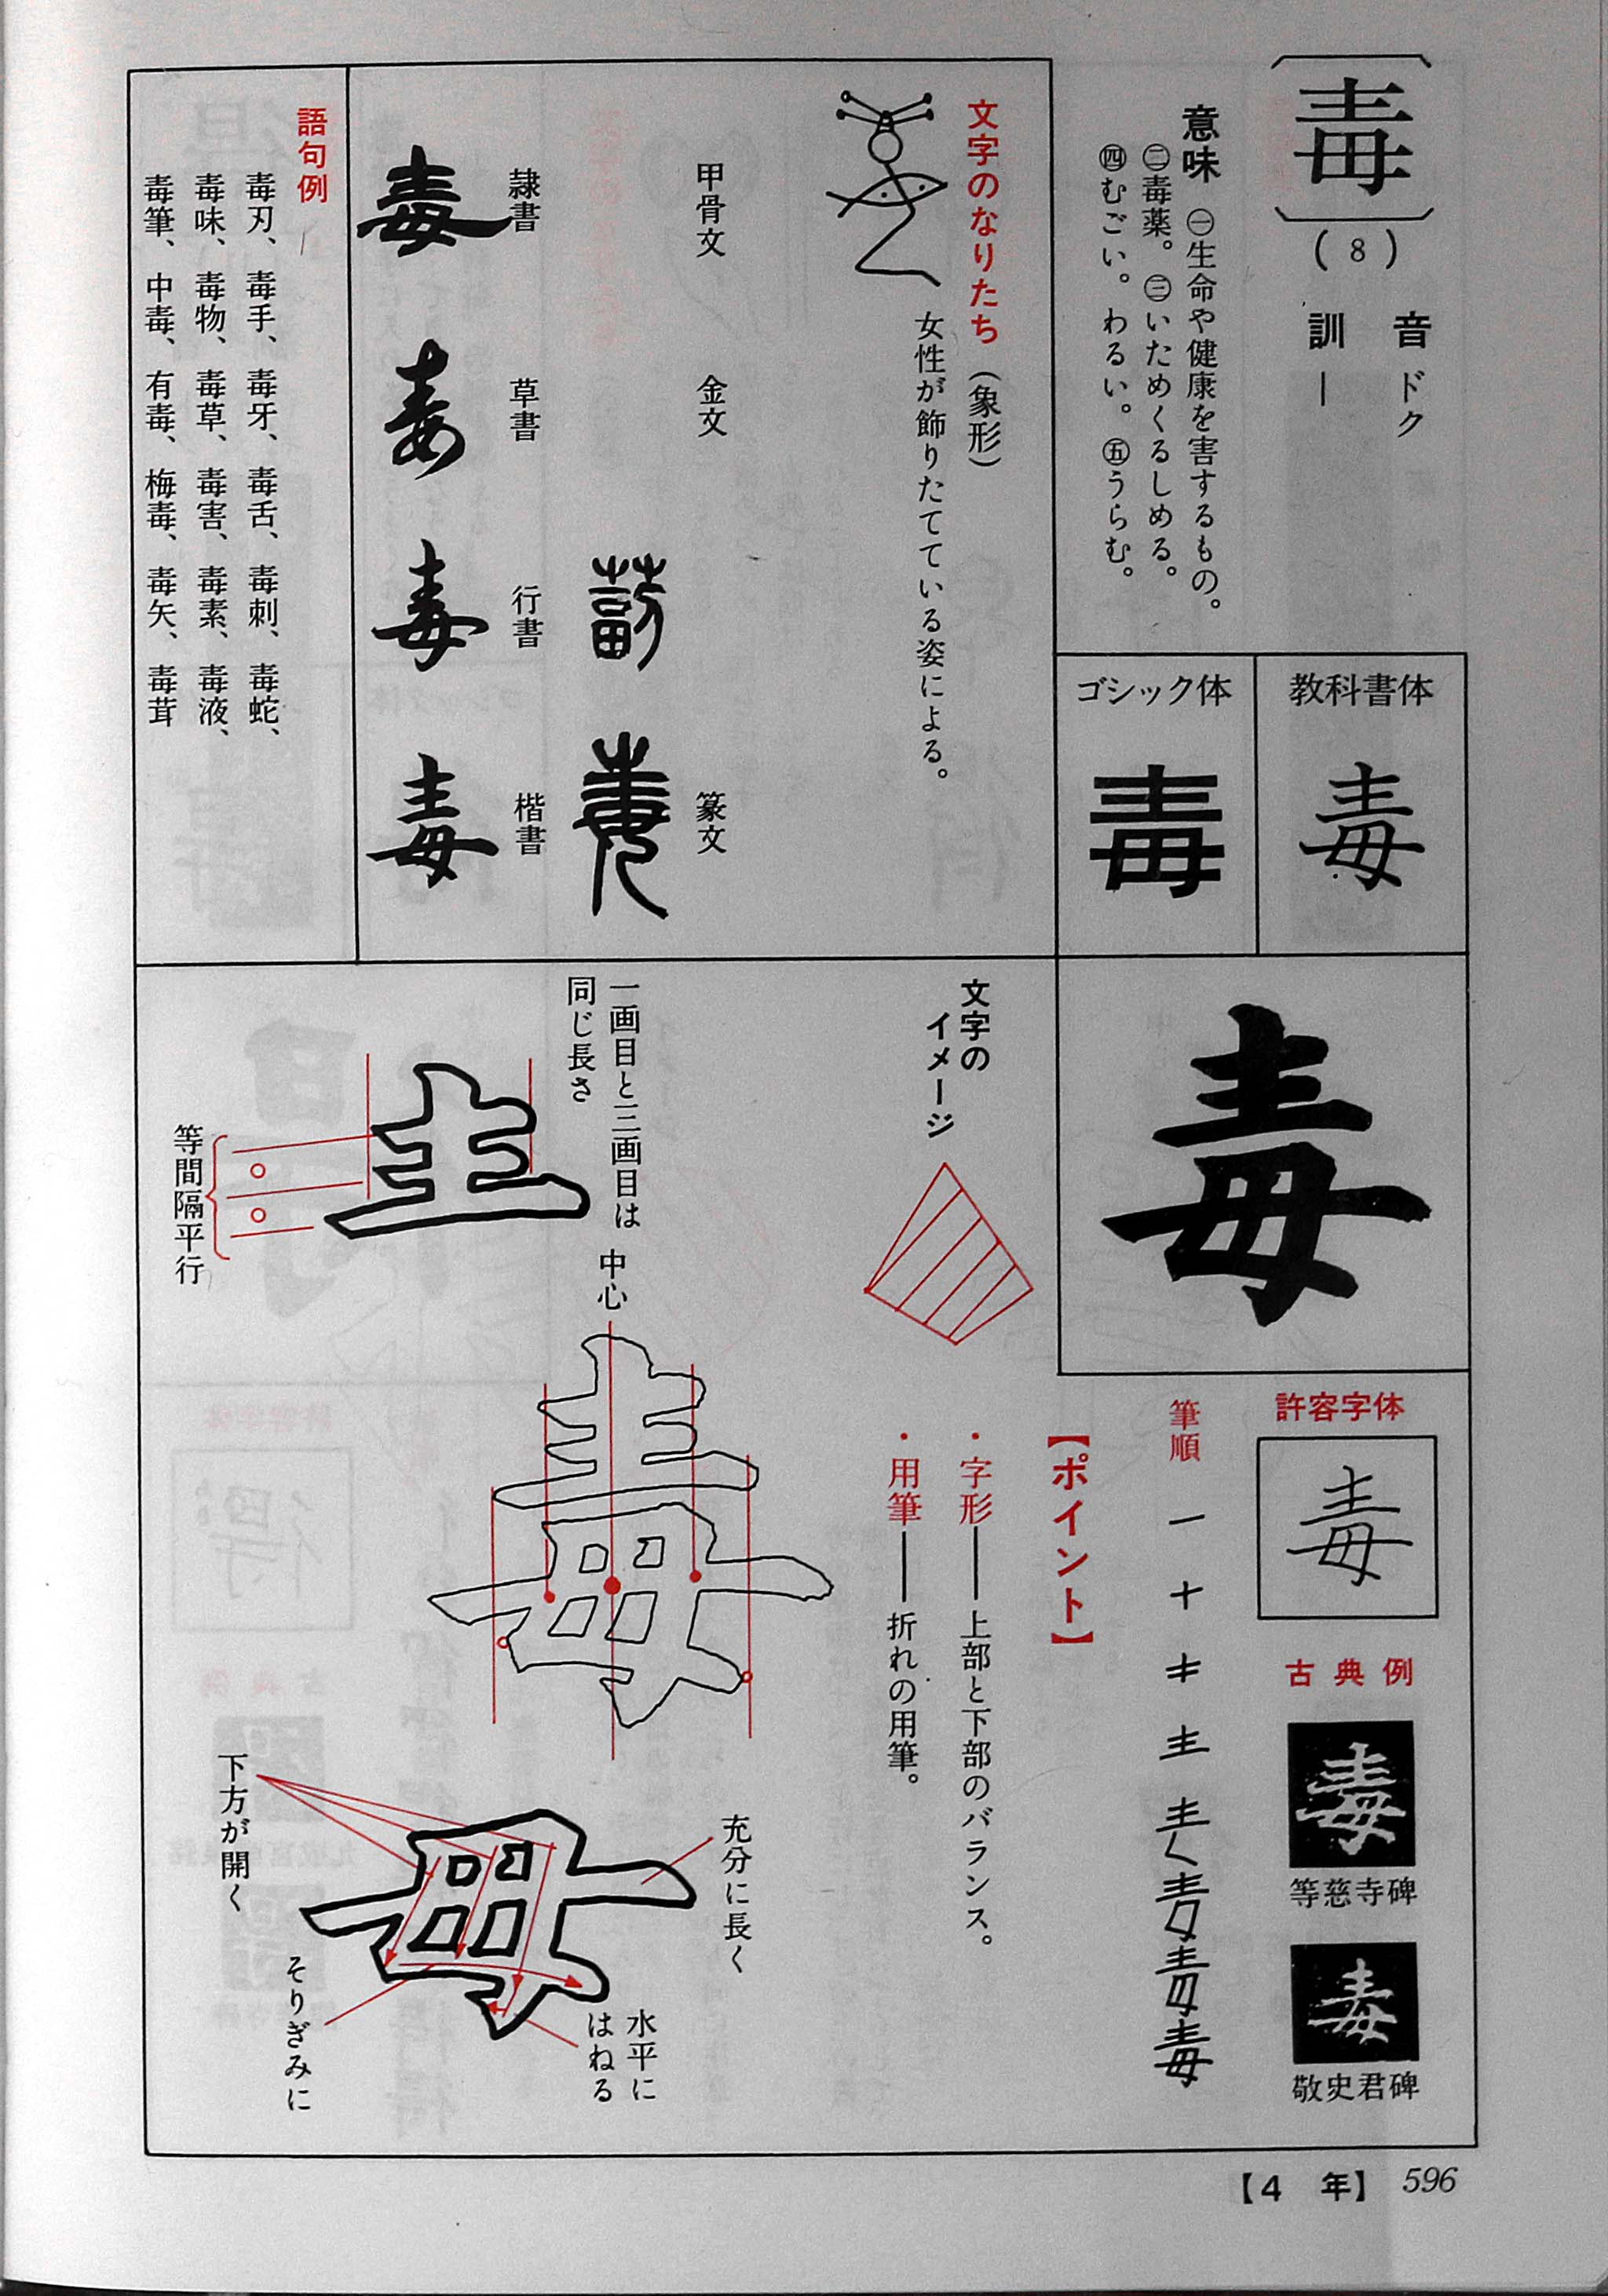 毒
(8)
音 ドク
訓 ―
意味 ㊀生命や健康を害するもの。
㊁毒薬。㊂いためくるしめる。
㊃むごい。わるい。㊄うらむ。
教科書体
毒
ゴシック体
毒
文字のなりたち(象形)
女性が飾りたてている姿による。
甲骨文
金文
篆文
隷書
毒
草書
毒
行書
毒
楷書
毒
語句例
毒刃、毒手、毒牙、毒舌、毒刺、毒蛇、
毒味、毒物、毒草、毒害、毒素、毒液、
毒筆、中毒、有毒、梅毒、毒矢、毒茸
毒
許容字体
毒
古典例
毒
等慈寺碑
毒
敬史君碑
筆順
【ポイント】
・字形――上部と下部のバランス。
・用筆――折れの用筆。
文字の
イメージ
一画目と三画目は
同じ長さ
等間隔平行
中心
充分に長く
水平に
はねる
そりぎみに
下方が開く
【4 年】 596